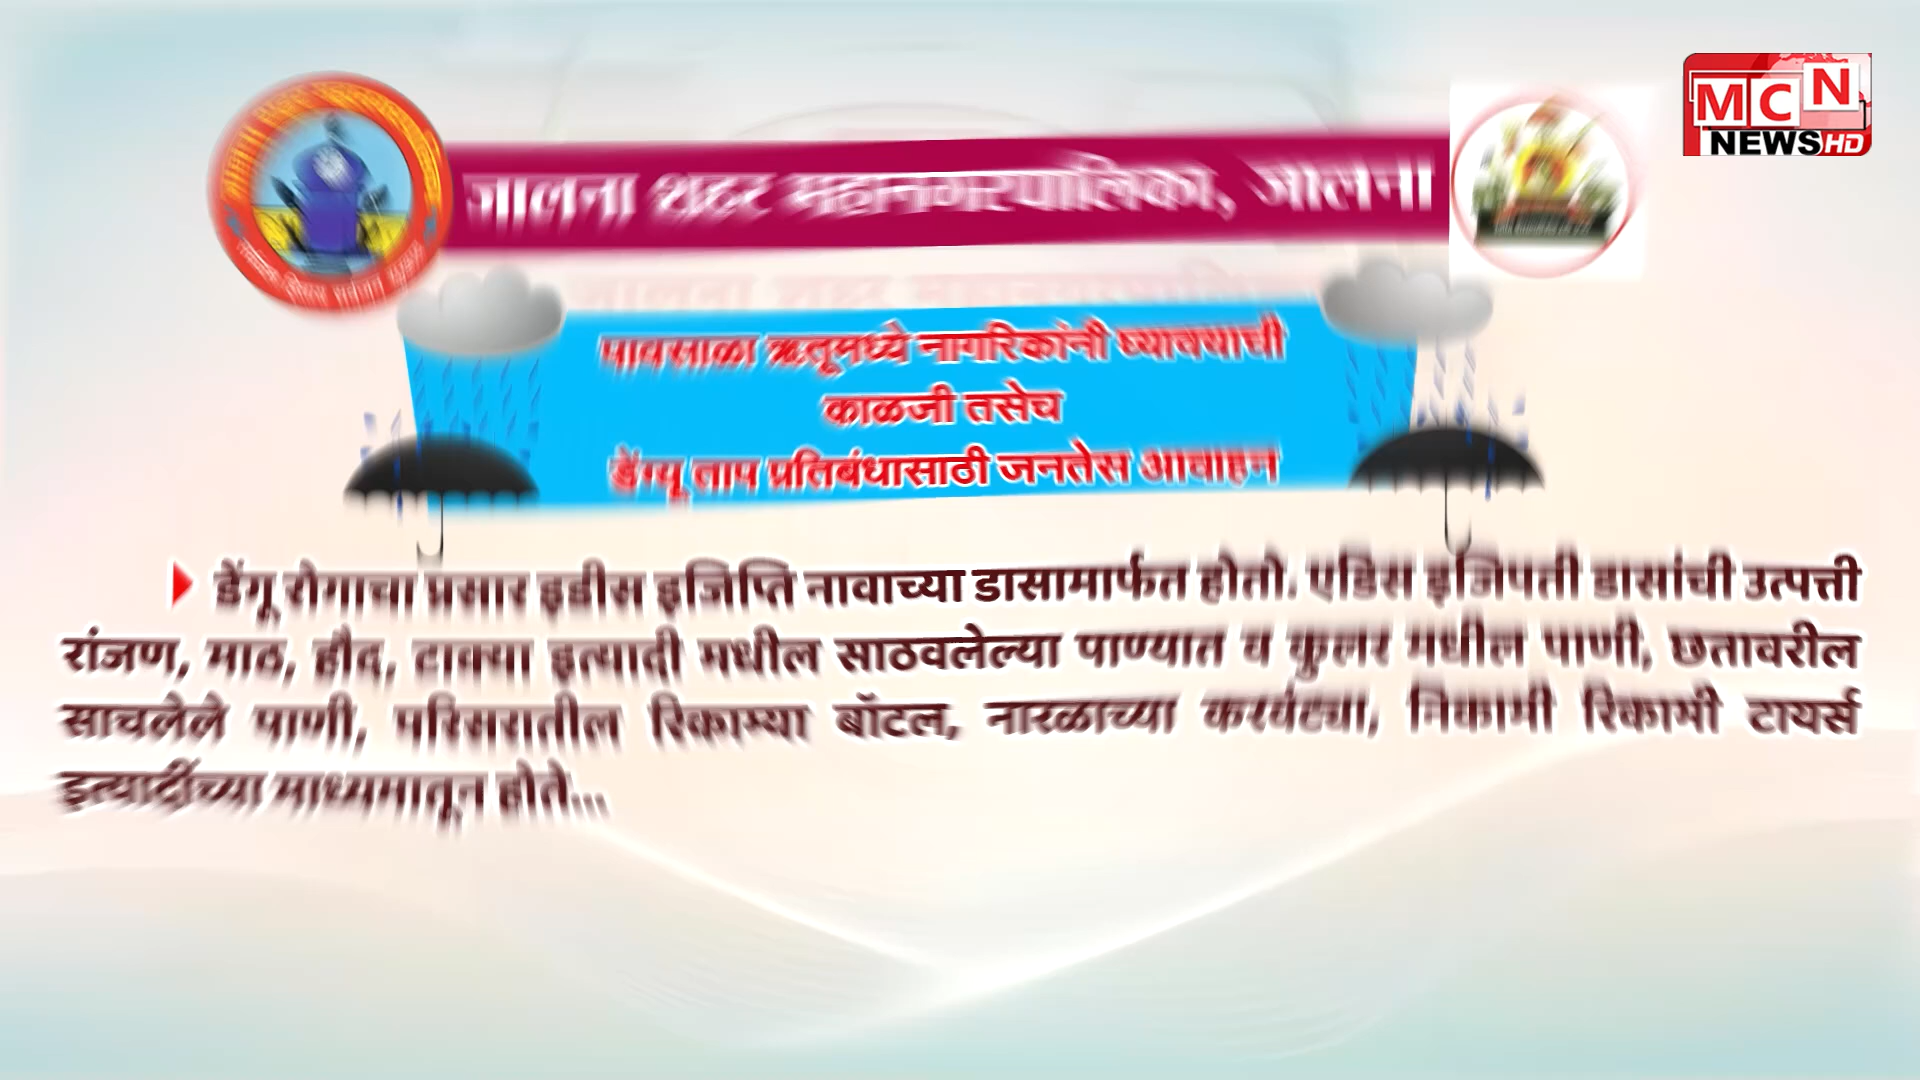 MCN
NEWS HD
जालना शहर महानगरपालिका, जालना
पावसाळा ऋतूमध्ये नागरिकांनी घ्यावयाची
काळजी तसेच
डेंग्यू ताप प्रतिबंधासाठी जनतेस आवाहन
डेंगू रोगाचा प्रसार इडीस इजिप्ति नावाच्या डासामार्फत होतो. एडिस इजिपती डासांची उत्पत्ती
रांजण, माठ, हौद, टाक्या इत्यादी मधील साठवलेल्या पाण्यात व कुलर मधील पाणी, छतावरील
साचलेले पाणी, परिसरातील रिकाम्या बॉटल, नारळाच्या करवंट्या, निकामी रिकामी टायर्स
इत्यादींच्या माध्यमातून होते...